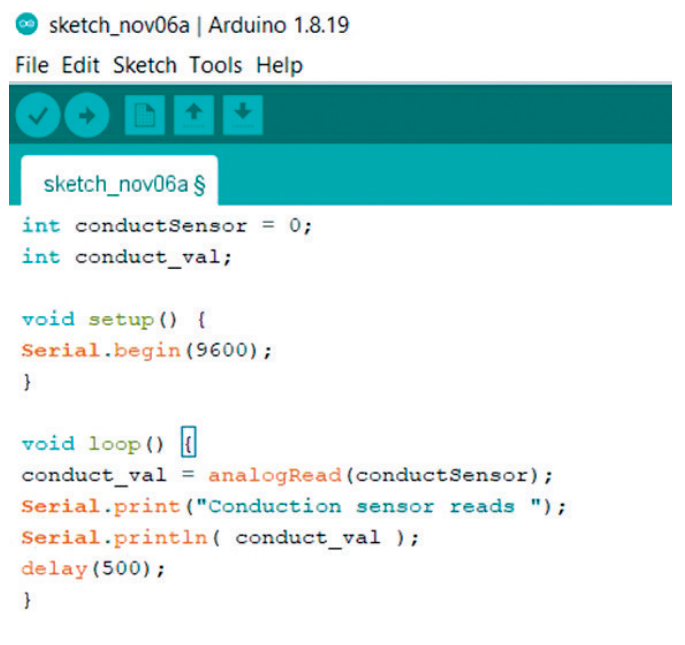 sketch_nov06a | Arduino 1.8.19
File Edit Sketch Tools Help
sketch_nov06a §
int conductSensor = 0;
int conduct_val;
void setup() {
Serial.begin(9600);
}
void loop() {
conduct_val = analogRead(conductSensor);
Serial.print("Conduction sensor reads ");
Serial.println( conduct_val );
delay(500);
}